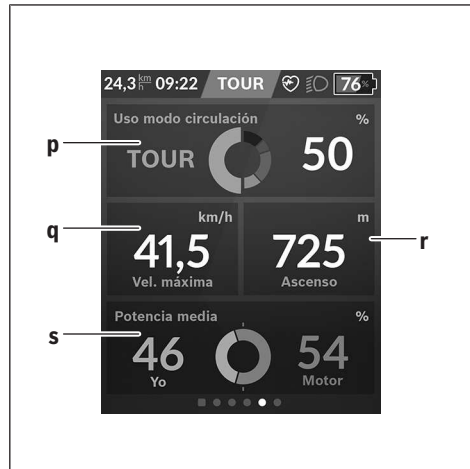 24,3 km/h 09:22 TOUR 76%
Uso modo circulación %
p TOUR 50
km/h m
q 41,5 725 r
Vel. máxima Ascenso
Potencia media %
s 46 54
Yo Motor